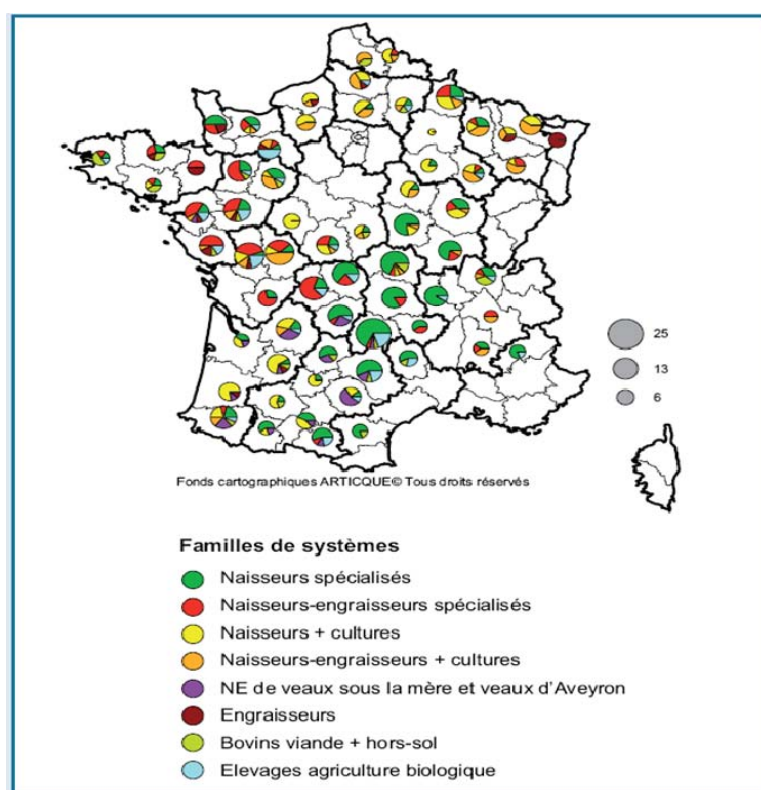 25
13
6
Fonds cartographiques ARTICQUE© Tous droits réservés
Familles de systèmes
Naisseurs spécialisés
Naisseurs-engraisseurs spécialisés
Naisseurs + cultures
Naisseurs-engraisseurs + cultures
NE de veaux sous la mère et veaux d'Aveyron
Engraisseurs
Bovins viande + hors-sol
Elevages agriculture biologique